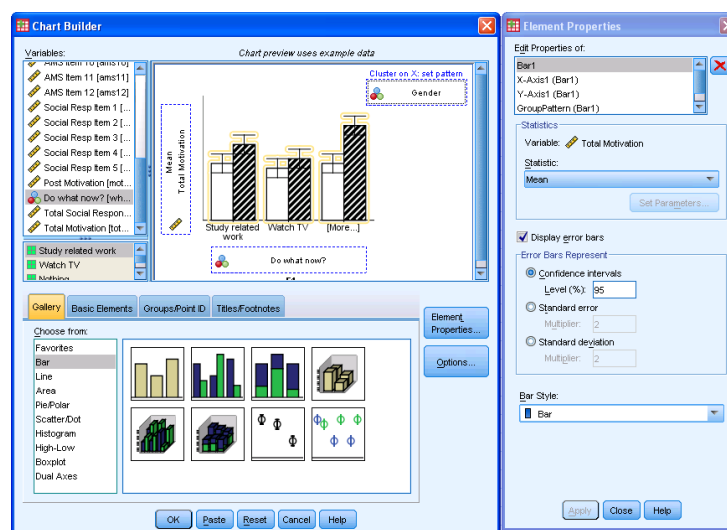 Chart Builder
Variables:
Chart preview uses example data
AMS Item 10 [ams10]
AMS Item 11 [ams11]
AMS Item 12 [ams12]
Social Resp Item 1 [...
Social Resp Item 2 [...
Social Resp Item 3 [...
Social Resp Item 4 [...
Social Resp Item 5 [...
Post Motivation [mot...
Do what now? [wh...
Total Social Respon...
Total Motivation [tot...
Study related work
Watch TV
Nothing
Cluster on X: set pattern
Gender
Mean
Total Motivation
Study related work
Watch TV
[More...]
Do what now?
Gallery
Basic Elements
Groups/Point ID
Titles/Footnotes
Choose from:
Favorites
Bar
Line
Area
Pie/Polar
Scatter/Dot
Histogram
High-Low
Boxplot
Dual Axes
Element Properties...
Options...
OK
Paste
Reset
Cancel
Help
Element Properties
Edit Properties of:
Bar1
X-Axis1 (Bar1)
Y-Axis1 (Bar1)
GroupPattern (Bar1)
Statistics
Variable: Total Motivation
Statistic:
Mean
Set Parameters...
Display error bars
Error Bars Represent
Confidence intervals
Level (%): 95
Standard error
Multiplier: 2
Standard deviation
Multiplier: 2
Bar Style:
Bar
Apply
Close
Help